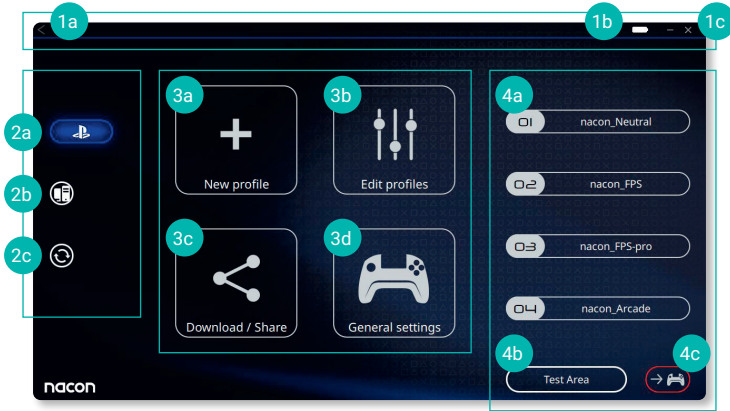 1a
1b
1c
2a
2b
2c
3a
New profile
3b
Edit profiles
3c
Download / Share
3d
General settings
4a
01 nacon_Neutral
02 nacon_FPS
03 nacon_FPS-pro
04 nacon_Arcade
4b
Test Area
4c
nacon